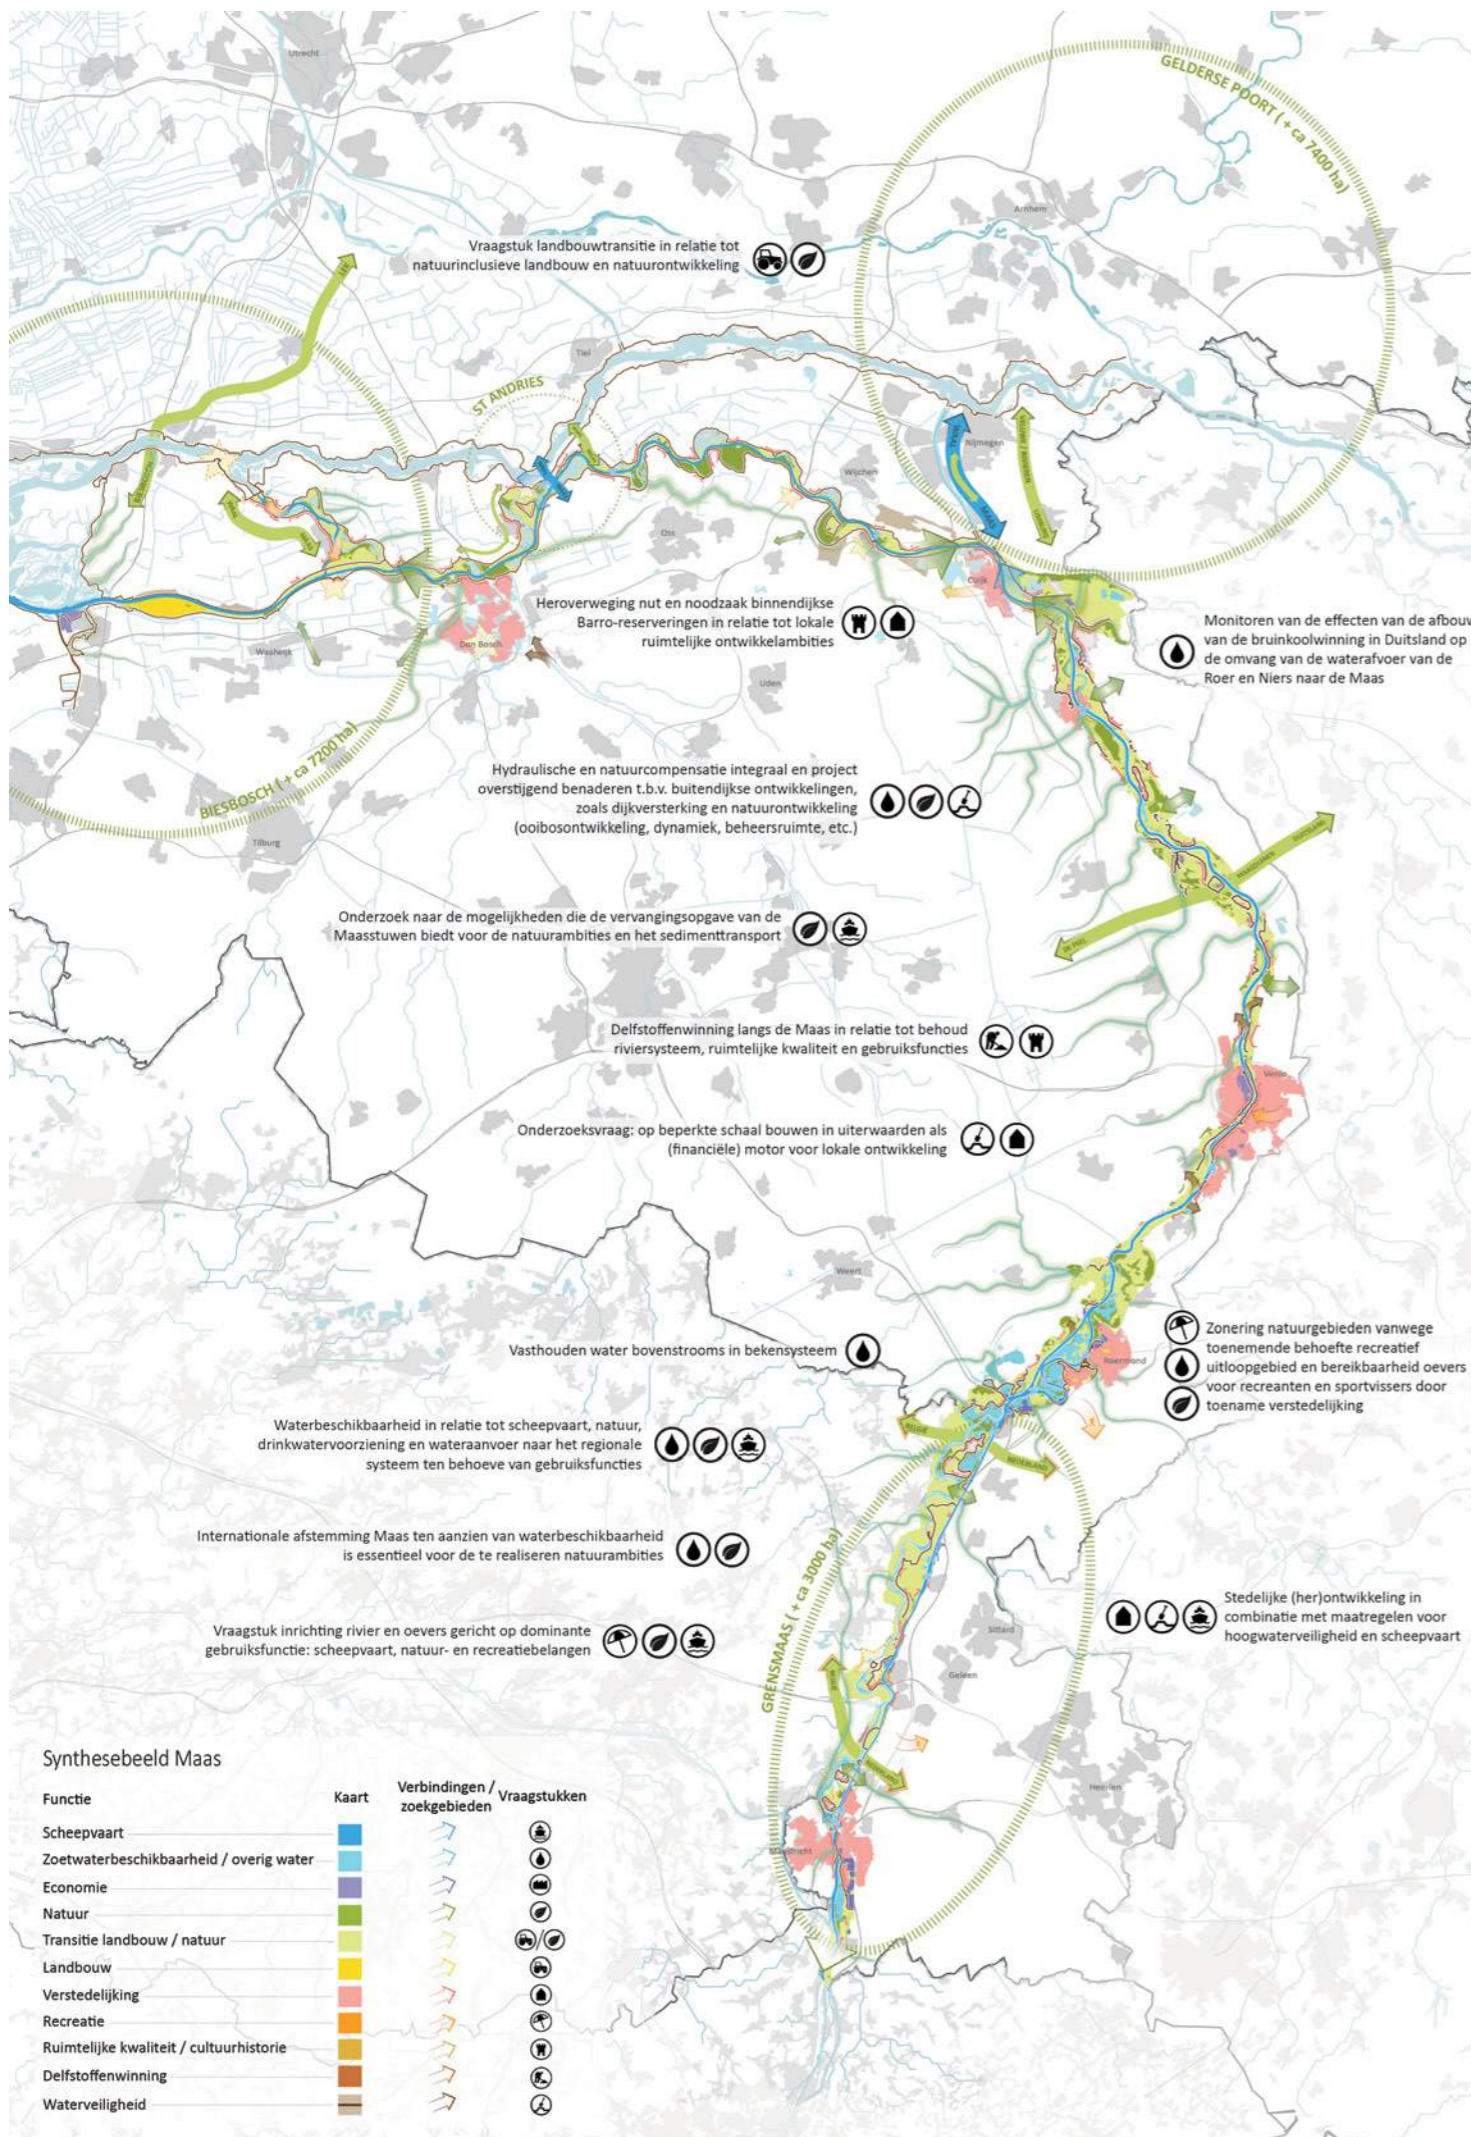 Utrecht
GELDERSE POORT ( + ca 7400 ha)
Arnhem
Vraagstuk landbouwtransitie in relatie tot
natuurinclusieve landbouw en natuurontwikkeling
LEK
Tiel
ST ANDRIES
BIESBOSCH
WAAL
MAAS
Nijmegen
Wijchen
WAAL
MAAS
Oss
Cuijk
Heroverweging nut en noodzaak binnendijkse
Barro-reserveringen in relatie tot lokale
ruimtelijke ontwikkelambities
Monitoren van de effecten van de afbouw
van de bruinkoolwinning in Duitsland op
de omvang van de waterafvoer van de
Roer en Niers naar de Maas
Waalwijk
Den Bosch
Uden
BIESBOSCH ( + ca 7200 ha)
Tilburg
Hydraulische en natuurcompensatie integraal en project
overstijgend benaderen t.b.v. buitendijkse ontwikkelingen,
zoals dijkversterking en natuurontwikkeling
(ooibosontwikkeling, dynamiek, beheersruimte, etc.)
DUITSLAND
MAASDUINEN
DE PEEL
Onderzoek naar de mogelijkheden die de vervangingsopgave van de
Maasstuwen biedt voor de natuurambities en het sedimenttransport
Delfstoffenwinning langs de Maas in relatie tot behoud
riviersysteem, ruimtelijke kwaliteit en gebruiksfuncties
Venlo
Onderzoeksvraag: op beperkte schaal bouwen in uiterwaarden als
(financiële) motor voor lokale ontwikkeling
Weert
Vasthouden water bovenstrooms in bekensysteem
Roermond
Zonering natuurgebieden vanwege
toenemende behoefte recreatief
uitloopgebied en bereikbaarheid oevers
voor recreanten en sportvissers door
toename verstedelijking
BELGIË
NEDERLAND
Waterbeschikbaarheid in relatie tot scheepvaart, natuur,
drinkwatervoorziening en wateraanvoer naar het regionale
systeem ten behoeve van gebruiksfuncties
GRENSMAAS ( + ca 3000 ha)
Internationale afstemming Maas ten aanzien van waterbeschikbaarheid
is essentieel voor de te realiseren natuurambities
Vraagstuk inrichting rivier en oevers gericht op dominante
gebruiksfunctie: scheepvaart, natuur- en recreatiebelangen
Stedelijke (her)ontwikkeling in
combinatie met maatregelen voor
hoogwaterveiligheid en scheepvaart
Sittard
Geleen
BELGIË
NEDERLAND
Heerlen
Maastricht
Synthesebeeld Maas
Functie Kaart Verbindingen / zoekgebieden Vraagstukken
Scheepvaart
Zoetwaterbeschikbaarheid / overig water
Economie
Natuur
Transitie landbouw / natuur
Landbouw
Verstedelijking
Recreatie
Ruimtelijke kwaliteit / cultuurhistorie
Delfstoffenwinning
Waterveiligheid